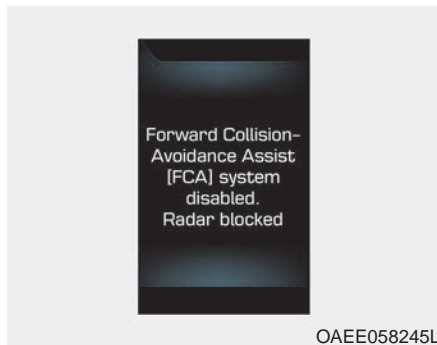 Forward Collision-
Avoidance Assist
[FCA] system
disabled.
Radar blocked
OAEE058245L